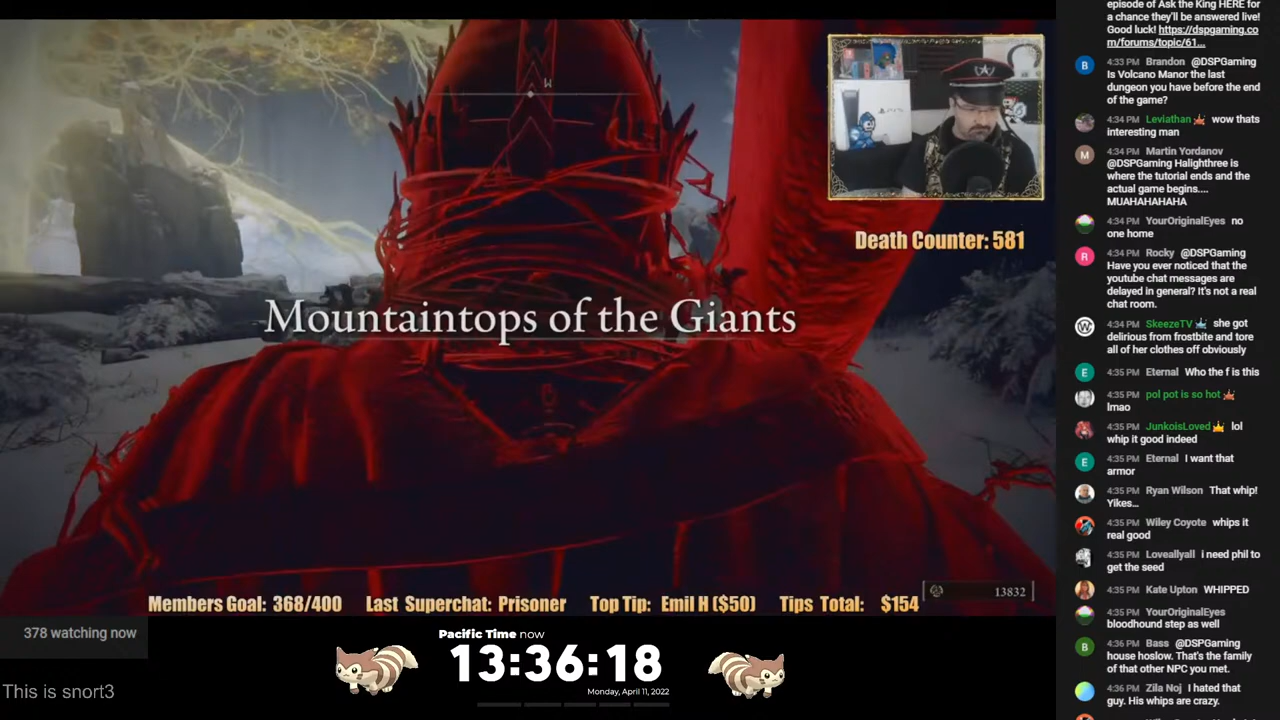 W
Death Counter: 581
Mountaintops of the Giants
13832
Members Goal: 368/400 Last Superchat: Prisoner Top Tip: Emil H ($50) Tips Total: $154
378 watching now
This is snort3
Pacific Time now
13:36:18
Monday, April 11, 2022
episode of Ask the King HERE for
a chance they'll be answered live!
Good luck! https://dspgaming.co
m/forums/topic/61...
B
4:33 PM Brandon @DSPGaming
Is Volcano Manor the last
dungeon you have before the end
of the game?
4:34 PM Leviathan wow thats
interesting man
M
4:34 PM Martin Yordanov
@DSPGaming Halighthree is
where the tutorial ends and the
actual game begins....
MUAHAHAHAHA
4:34 PM YourOriginalEyes no
one home
R
4:34 PM Rocky @DSPGaming
Have you ever noticed that the
youtube chat messages are
delayed in general? It's not a real
chat room.
W
4:34 PM SkeezeTV she got
delirious from frostbite and tore
all of her clothes off obviously
E
4:35 PM Eternal Who the f is this
4:35 PM pol pot is so hot
lmao
4:35 PM JunkoisLoved lol
whip it good indeed
E
4:35 PM Eternal I want that
armor
4:35 PM Ryan Wilson That whip!
Yikes...
4:35 PM Wiley Coyote whips it
real good
4:35 PM Loveallyall i need phil to
get the seed
4:35 PM Kate Upton WHIPPED
4:35 PM YourOriginalEyes
bloodhound step as well
B
4:36 PM Bass @DSPGaming
house hoslow. That's the family
of that other NPC you met.
4:36 PM Zila Noj I hated that
guy. His whips are crazy.